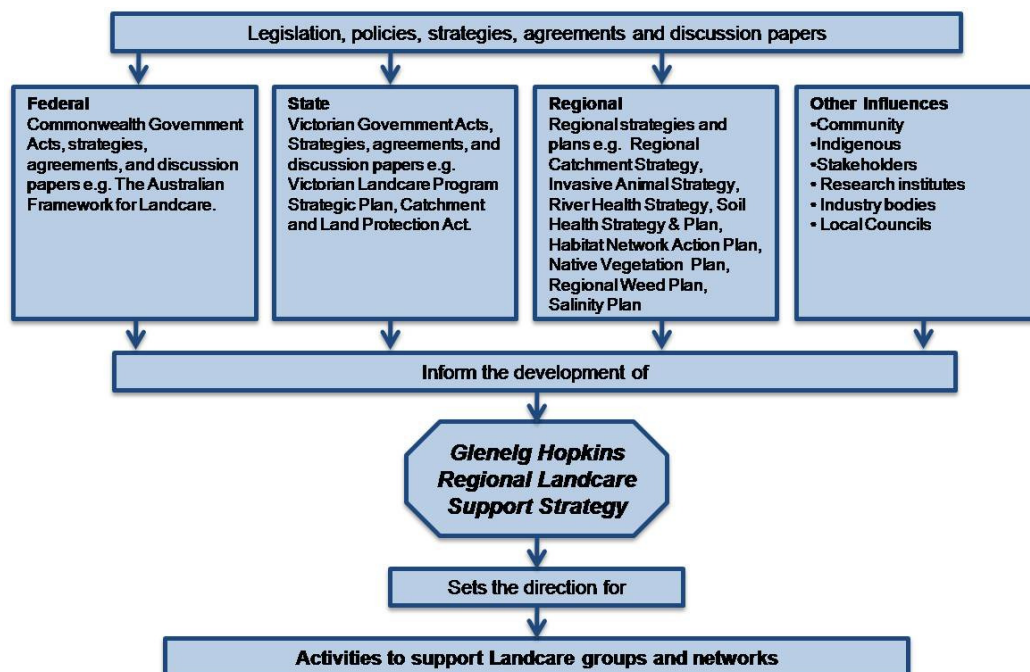 Legislation, policies, strategies, agreements and discussion papers
Federal
Commonwealth Government
Acts, strategies,
agreements, and discussion
papers e.g. The Australian
Framework for Landcare.
State
Victorian Government Acts,
Strategies, agreements, and
discussion papers e.g.
Victorian Landcare Program
Strategic Plan, Catchment
and Land Protection Act.
Regional
Regional strategies and
plans e.g. Regional
Catchment Strategy,
Invasive Animal Strategy,
River Health Strategy, Soil
Health Strategy & Plan,
Habitat Network Action Plan,
Native Vegetation Plan,
Regional Weed Plan,
Salinity Plan
Other Influences
•Community
•Indigenous
•Stakeholders
• Research institutes
• Industry bodies
• Local Councils
Inform the development of
Glenelg Hopkins
Regional Landcare
Support Strategy
Sets the direction for
Activities to support Landcare groups and networks